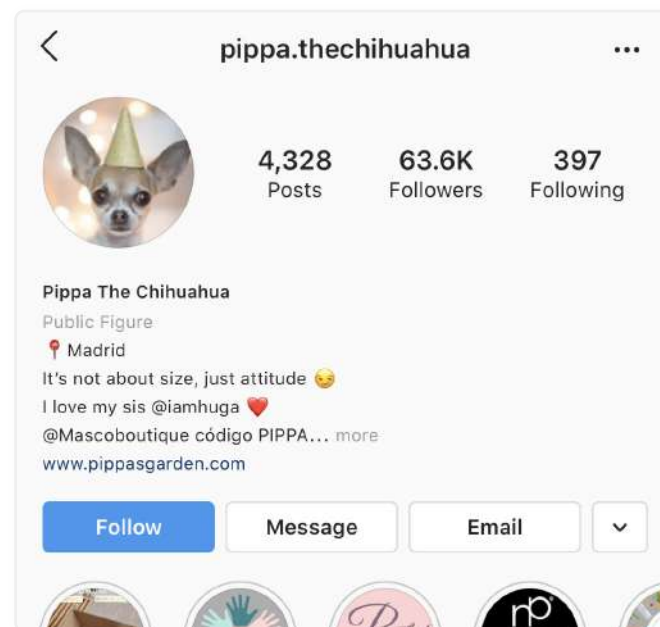 pippa.thechihuahua
4,328 63.6K 397
Posts Followers Following
Pippa The Chihuahua
Public Figure
Madrid
It's not about size, just attitude 😏
I love my sis @iamhuga ❤️
@Mascoboutique código PIPPA... more
www.pippasgarden.com
Follow Message Email